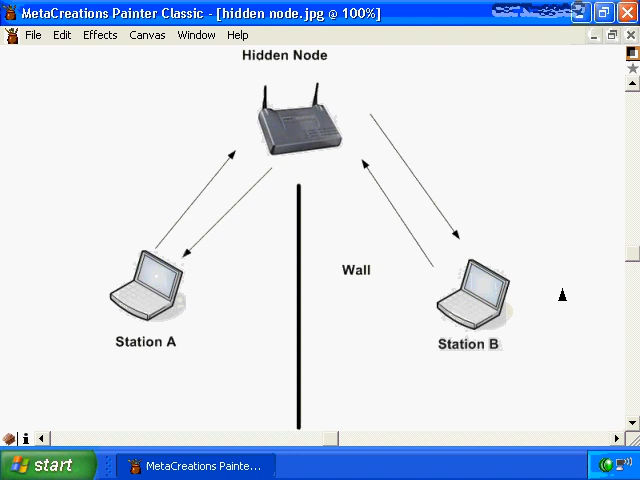 MetaCreations Painter Classic - [hidden node.jpg @ 100%]
File Edit Effects Canvas Window Help
Hidden Node
Wall
Station A
Station B
start
MetaCreations Painte...